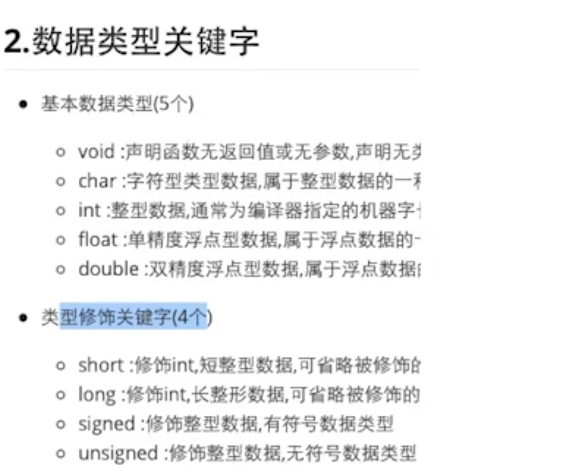 2.数据类型关键字
基本数据类型(5个)
void :声明函数无返回值或无参数,声明无
char :字符型类型数据,属于整型数据的一
int :整型数据,通常为编译器指定的机器字
float :单精度浮点型数据,属于浮点数据的
double :双精度浮点型数据,属于浮点数据
类型修饰关键字(4个)
short :修饰int,短整型数据,可省略被修饰的
long :修饰int,长整形数据,可省略被修饰的
signed :修饰整型数据,有符号数据类型
unsigned :修饰整型数据,无符号数据类型